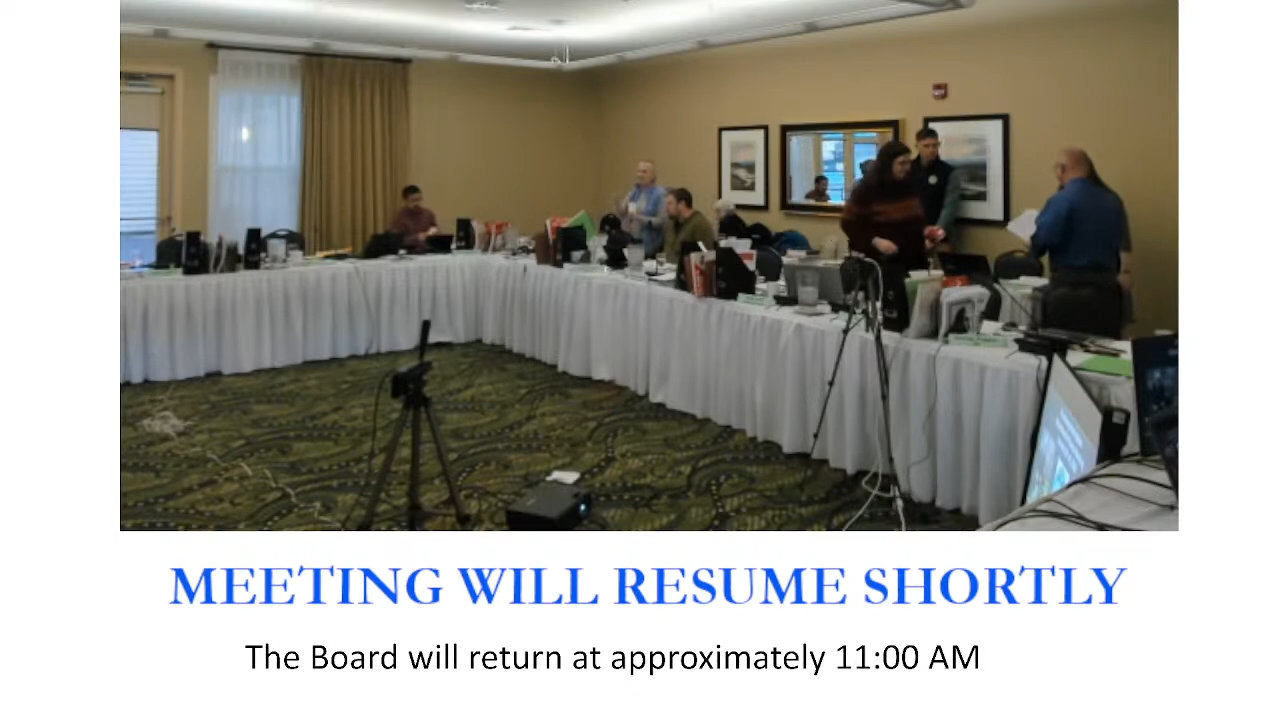 MEETING WILL RESUME SHORTLY
The Board will return at approximately 11:00 AM